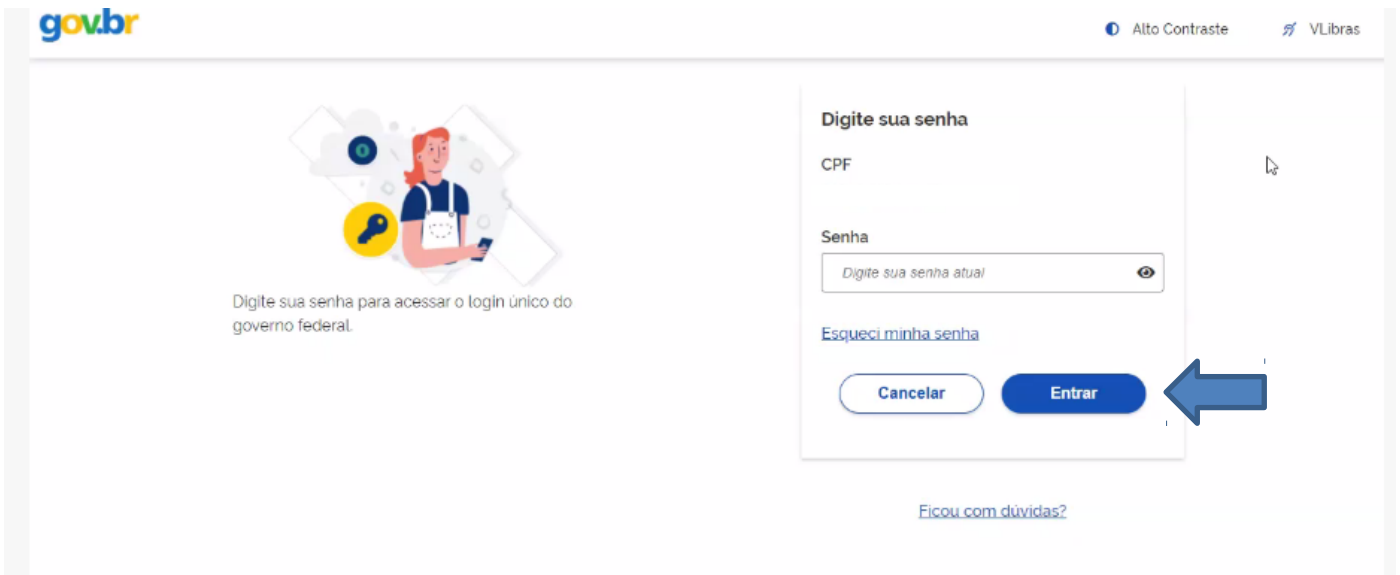 gov.br
Alto Contraste
VLibras
Digite sua senha para acessar o login único do
governo federal.
Digite sua senha
CPF
Senha
Digite sua senha atual
Esqueci minha senha
Cancelar
Entrar
Ficou com dúvidas?